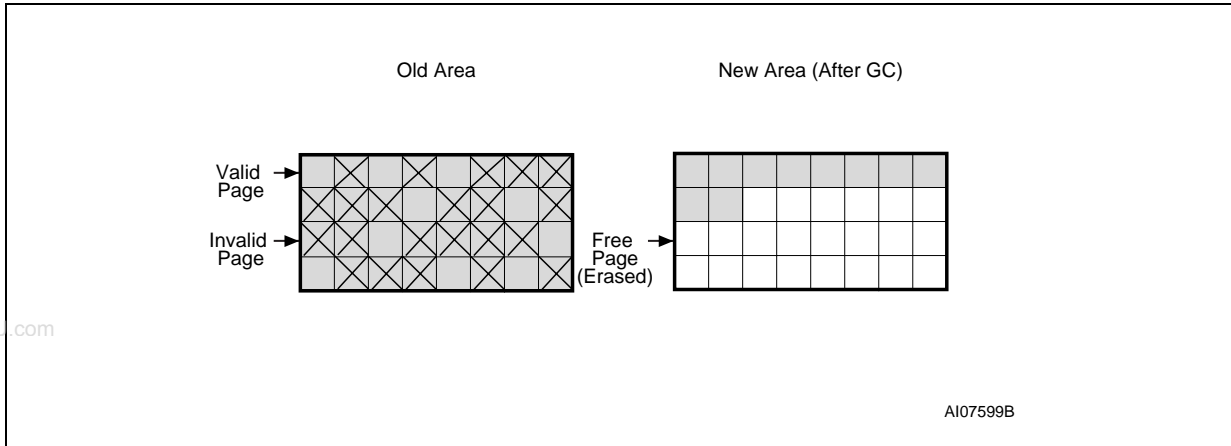 Old Area
New Area (After GC)
Valid
Page
Invalid
Page
Free
Page
(Erased)
.com
AI07599B